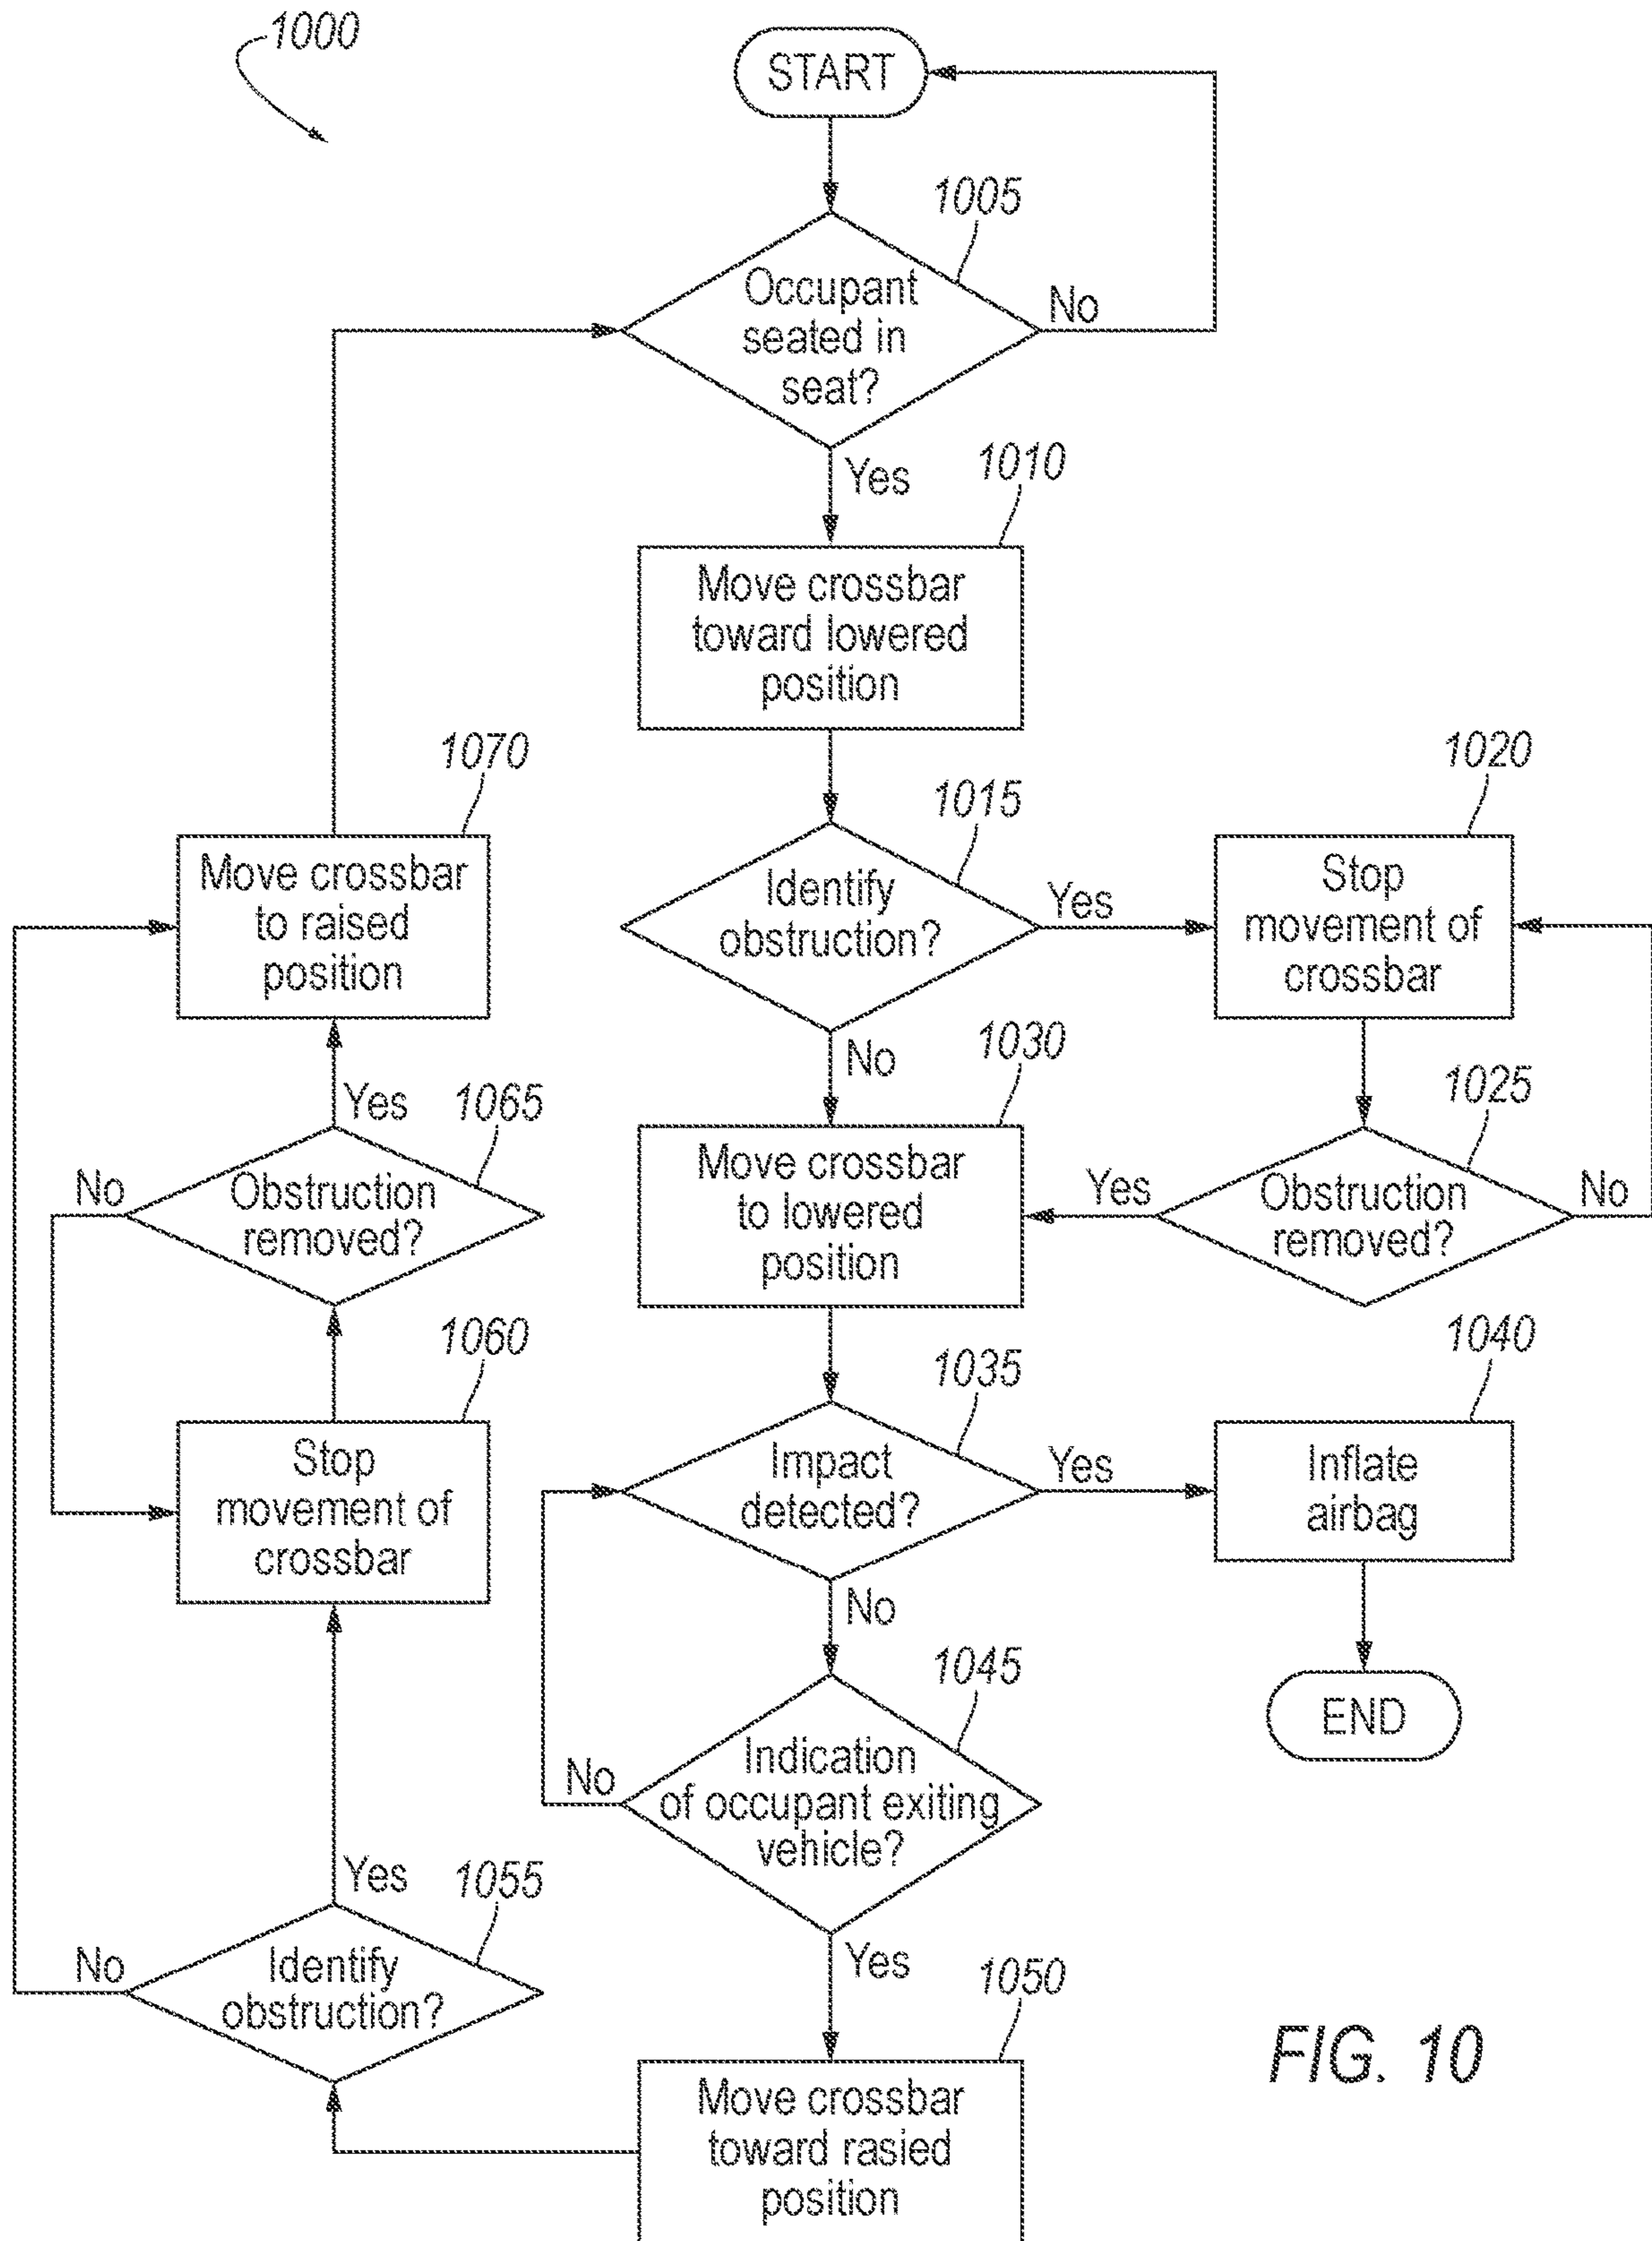 1000
START
1005
Occupant
seated in
seat?
No
Yes
1010
Move crossbar
toward lowered
position
1070
Move crossbar
to raised
position
1015
Identify
obstruction?
Yes
No
1020
Stop
movement of
crossbar
1065
Yes
No
Obstruction
removed?
1030
Move crossbar
to lowered
position
1025
Yes
Obstruction
removed?
No
1060
Stop
movement of
crossbar
1035
Impact
detected?
Yes
No
1040
Inflate
airbag
END
1045
No
Indication
of occupant exiting
vehicle?
Yes
1055
Yes
No
Identify
obstruction?
1050
Move crossbar
toward rasied
position
FIG. 10